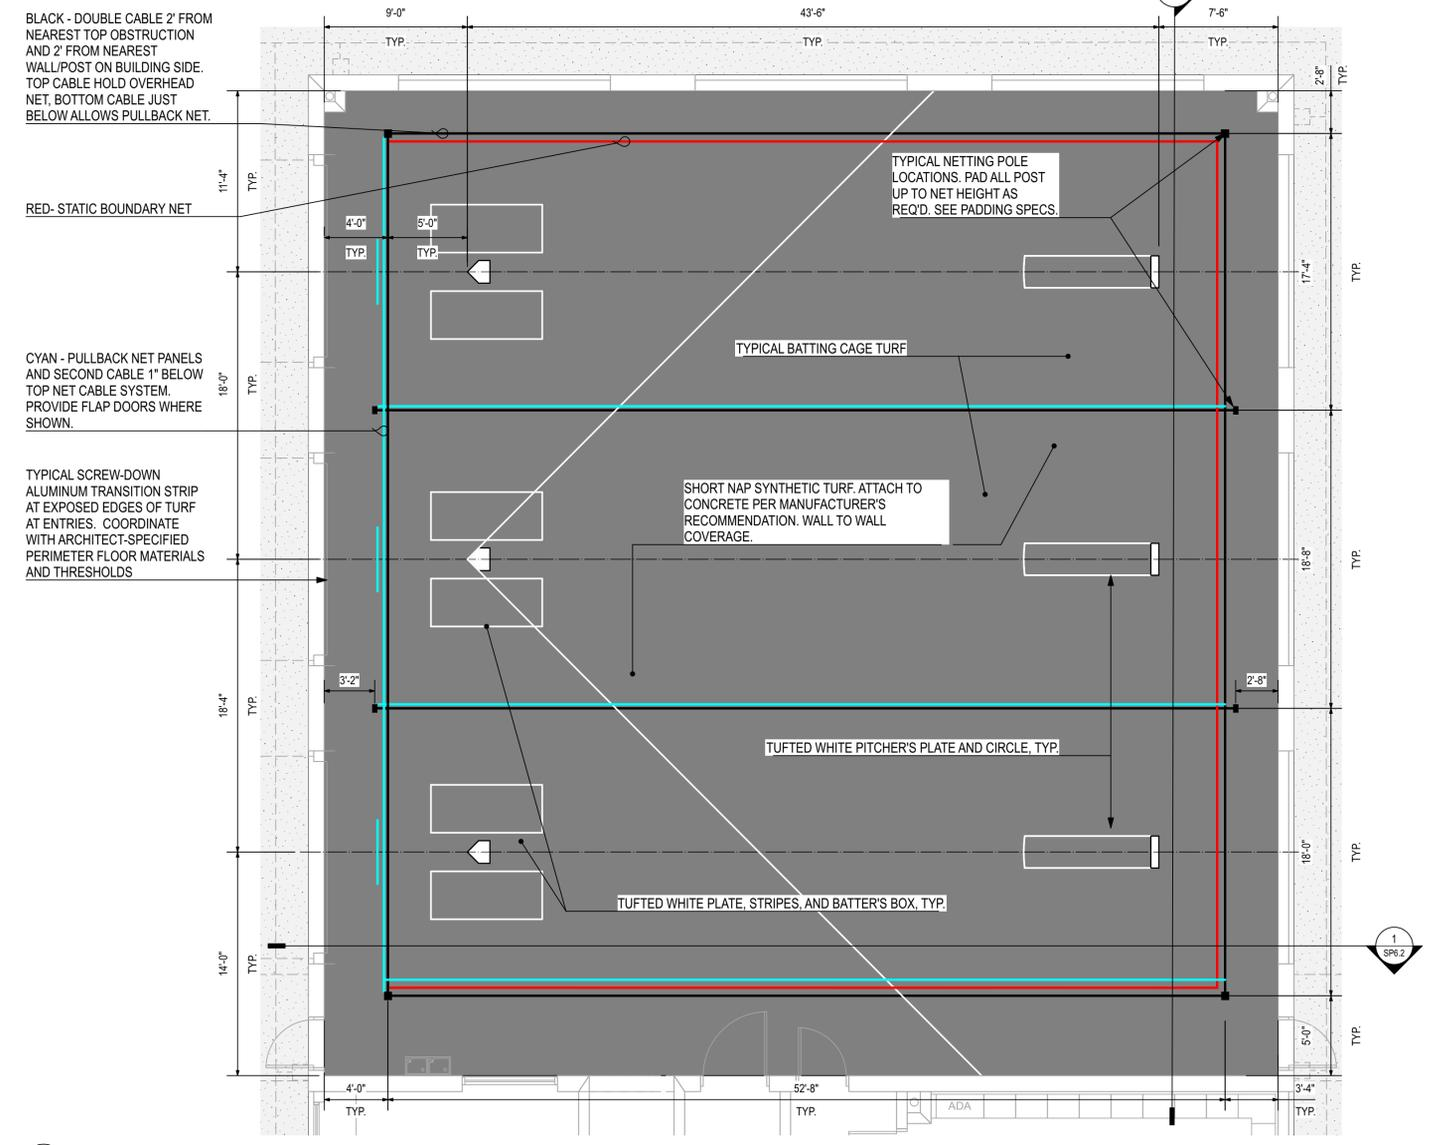 BLACK - DOUBLE CABLE 2' FROM
NEAREST TOP OBSTRUCTION
AND 2' FROM NEAREST
WALL/POST ON BUILDING SIDE.
TOP CABLE HOLD OVERHEAD
NET, BOTTOM CABLE JUST
BELOW ALLOWS PULLBACK NET.
9'-0"
TYP.
43'-6"
TYP.
7'-6"
TYP.
2'-8"
TYP.
11'-4"
TYP.
RED- STATIC BOUNDARY NET
4'-0"
TYP.
5'-0"
TYP.
TYPICAL NETTING POLE
LOCATIONS. PAD ALL POST
UP TO NET HEIGHT AS
REQ'D. SEE PADDING SPECS.
17'-4"
TYP.
TYPICAL BATTING CAGE TURF
CYAN - PULLBACK NET PANELS
AND SECOND CABLE 1" BELOW
TOP NET CABLE SYSTEM.
PROVIDE FLAP DOORS WHERE
SHOWN.
18'-0"
TYP.
TYPICAL SCREW-DOWN
ALUMINUM TRANSITION STRIP
AT EXPOSED EDGES OF TURF
AT ENTRIES.  COORDINATE
WITH ARCHITECT-SPECIFIED
PERIMETER FLOOR MATERIALS
AND THRESHOLDS
SHORT NAP SYNTHETIC TURF. ATTACH TO
CONCRETE PER MANUFACTURER'S
RECOMMENDATION. WALL TO WALL
COVERAGE.
18'-8"
TYP.
3'-2"
2'-8"
18'-4"
TYP.
TUFTED WHITE PITCHER'S PLATE AND CIRCLE, TYP.
18'-0"
TYP.
TUFTED WHITE PLATE, STRIPES, AND BATTER'S BOX, TYP.
14'-0"
TYP.
1
SP6.2
5'-0"
TYP.
4'-0"
TYP.
52'-8"
TYP.
3'-4"
TYP.
ADA